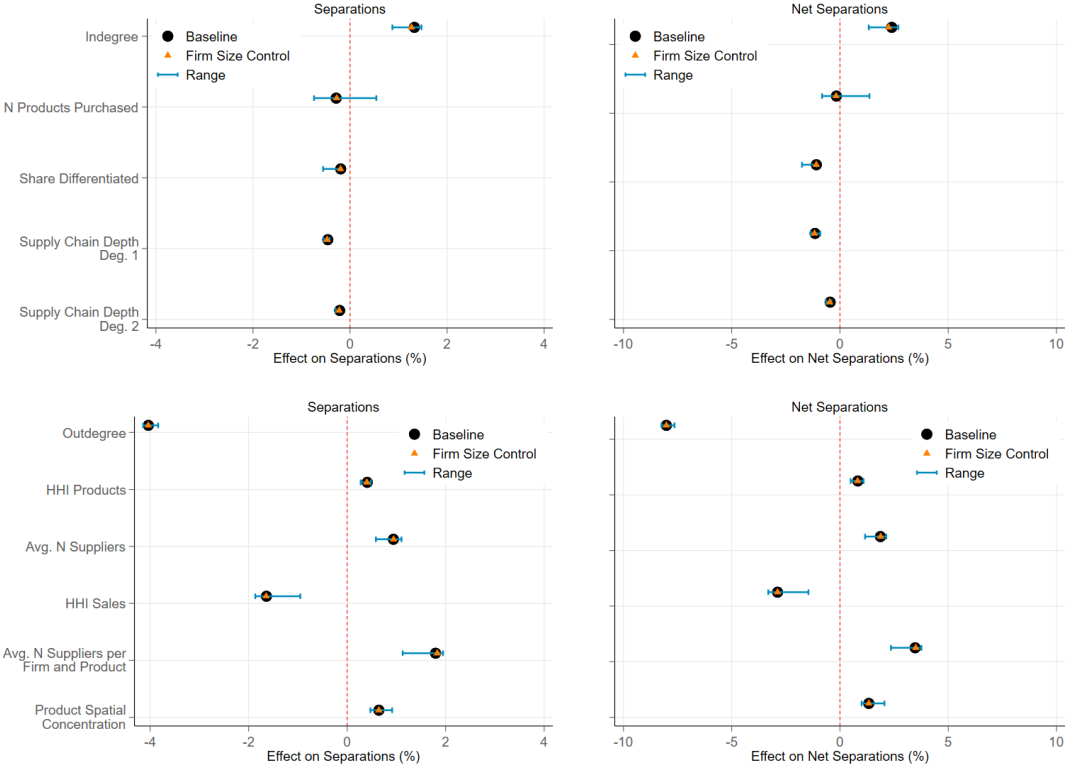 Separations
Indegree
N Products Purchased
Share Differentiated
Supply Chain Depth
Deg. 1
Supply Chain Depth
Deg. 2
Baseline
Firm Size Control
Range
-4 -2 0 2 4
Effect on Separations (%)
Net Separations
Baseline
Firm Size Control
Range
-10 -5 0 5 10
Effect on Net Separations (%)
Separations
Outdegree
HHI Products
Avg. N Suppliers
HHI Sales
Avg. N Suppliers per
Firm and Product
Product Spatial
Concentration
Baseline
Firm Size Control
Range
-4 -2 0 2 4
Effect on Separations (%)
Net Separations
Baseline
Firm Size Control
Range
-10 -5 0 5 10
Effect on Net Separations (%)